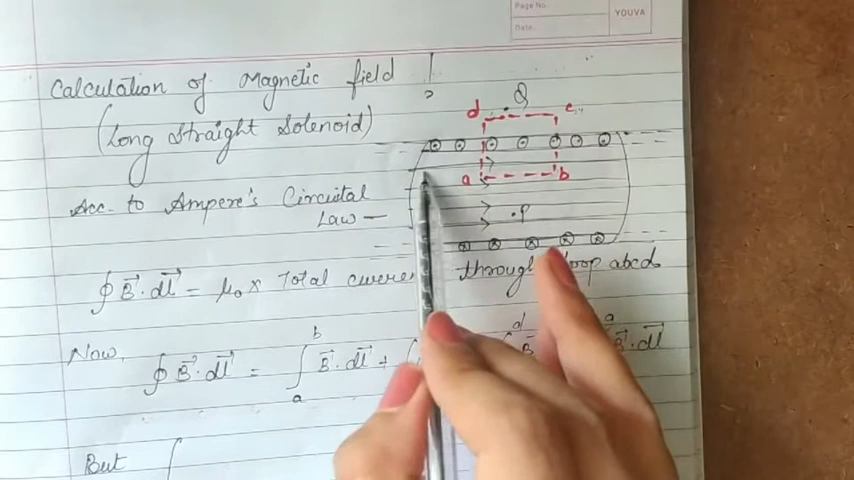 Page No.
Date.
YOUVA
Calculation of Magnetic field !
(Long Straight Solenoid)
d Q c
a b
.P
Acc. to Ampere's Circuital
Law —
∮ B⃗. dl⃗ = μ₀ × Total through loop abcd
Now, ∮ B⃗. dl⃗ = ∫ₐᵇ B⃗. dl⃗ + B⃗. dl⃗
But ∫